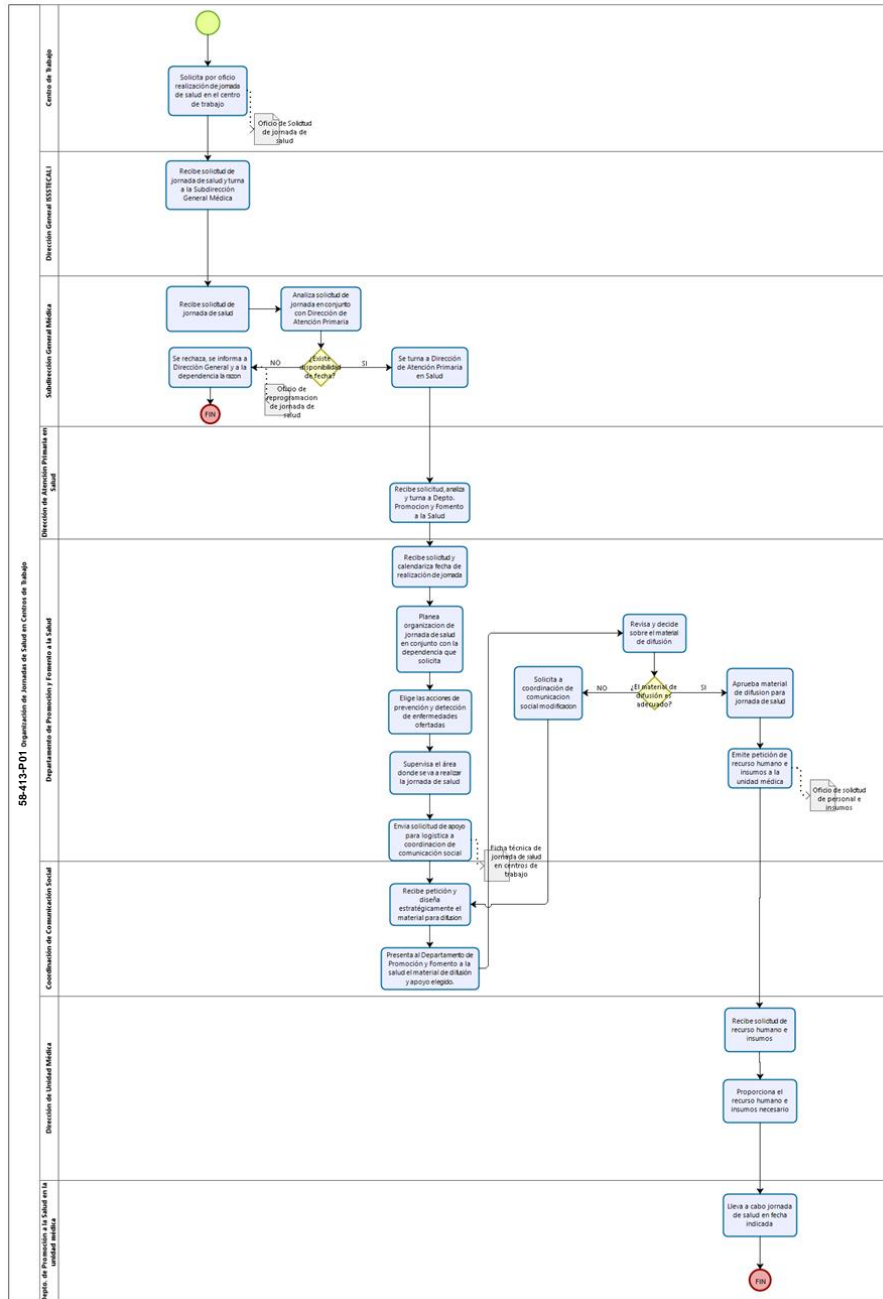 58-413-P01 Organización de Jornadas de Salud en Centros de Trabajo
Centro de Trabajo
Solicita por oficio
realización de jornada
de salud en el centro
de trabajo
Oficio de Solicitud
de jornada de
salud
Dirección General ISSSTECALI
Recibe solicitud de
jornada de salud y turna
a la Subdirección
General Médica
Subdirección General Médica
Recibe solicitud de
jornada de salud
Analiza solicitud de
jornada en conjunto
con Dirección de
Atención Primaria
¿Existe
disponibilidad
de fecha?
NO
SI
Se rechaza, se informa a
Dirección General y a la
dependencia la razon
Oficio de
reprogramacion
de jornada de
salud
FIN
Se turna a Dirección
de Atención Primaria
en Salud
Dirección de Atención Primaria en
Salud
Recibe solicitud, analiza
y turna a Depto.
Promocion y Fomento
a la Salud
Departamento de Promoción y Fomento a la Salud
Recibe solicitud y
calendariza fecha de
realización de jornada
Planea
organizacion de
jornada de salud en
conjunto con la
dependencia que
solicita
Elige las acciones de
prevención y detección
de enfermedades
ofertadas
Supervisa el área
donde se va a realizar
la jornada de salud
Envia solicitud de apoyo
para logistica a
coordinacion de
comunicación social
Ficha técnica de
jornada de salud
en centros de
trabajo
Revisa y decide
sobre el material
de difusión
¿El material de
difusión es
adecuado?
NO
SI
Solicita a
coordinación de
comunicacion social
modificacion
Aprueba material
de difusion para
jornada de salud
Emite petición de
recurso humano e
insumos a la unidad
médica
Oficio de solicitud
de personal e
insumos
Coordinación de Comunicación Social
Recibe petición y
diseña
estratégicamente el
material para difusion
Presenta al Departamento de
Promoción y Fomento a la
salud el material de difusión
y apoyo elegido.
Dirección de Unidad Médica
Recibe solicitud de
recurso humano e
insumos
Proporciona el
recurso humano e
insumos necesario
Depto. de Promoción a la Salud en la
unidad médica
Lleva a cabo jornada
de salud en fecha
indicada
FIN